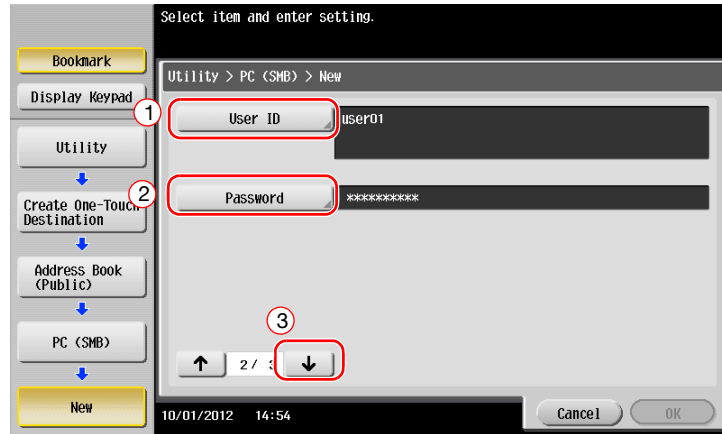 Select item and enter setting.
Bookmark
Display Keypad
Utility
Create One-Touch
Destination
Address Book
(Public)
PC (SMB)
New
Utility > PC (SMB) > New
1
User ID
user01
2
Password
**********
3
↑ 2/ 3 ↓
10/01/2012 14:54
Cancel
OK